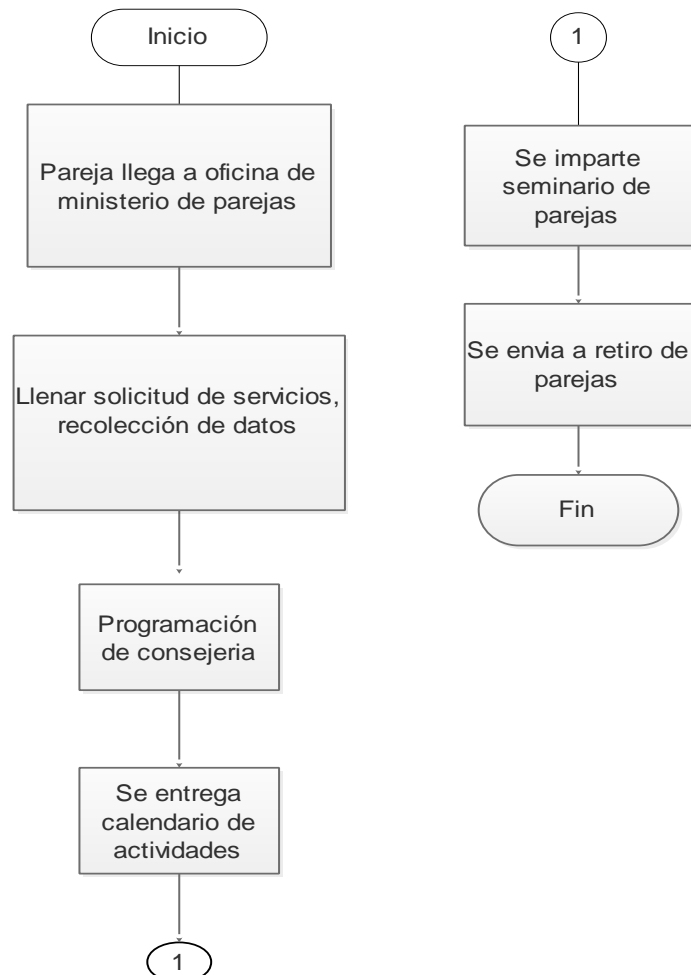 Inicio
Pareja llega a oficina de
ministerio de parejas
Llenar solicitud de servicios,
recolección de datos
Programación
de consejeria
Se entrega
calendario de
actividades
1
1
Se imparte
seminario de
parejas
Se envia a retiro de
parejas
Fin